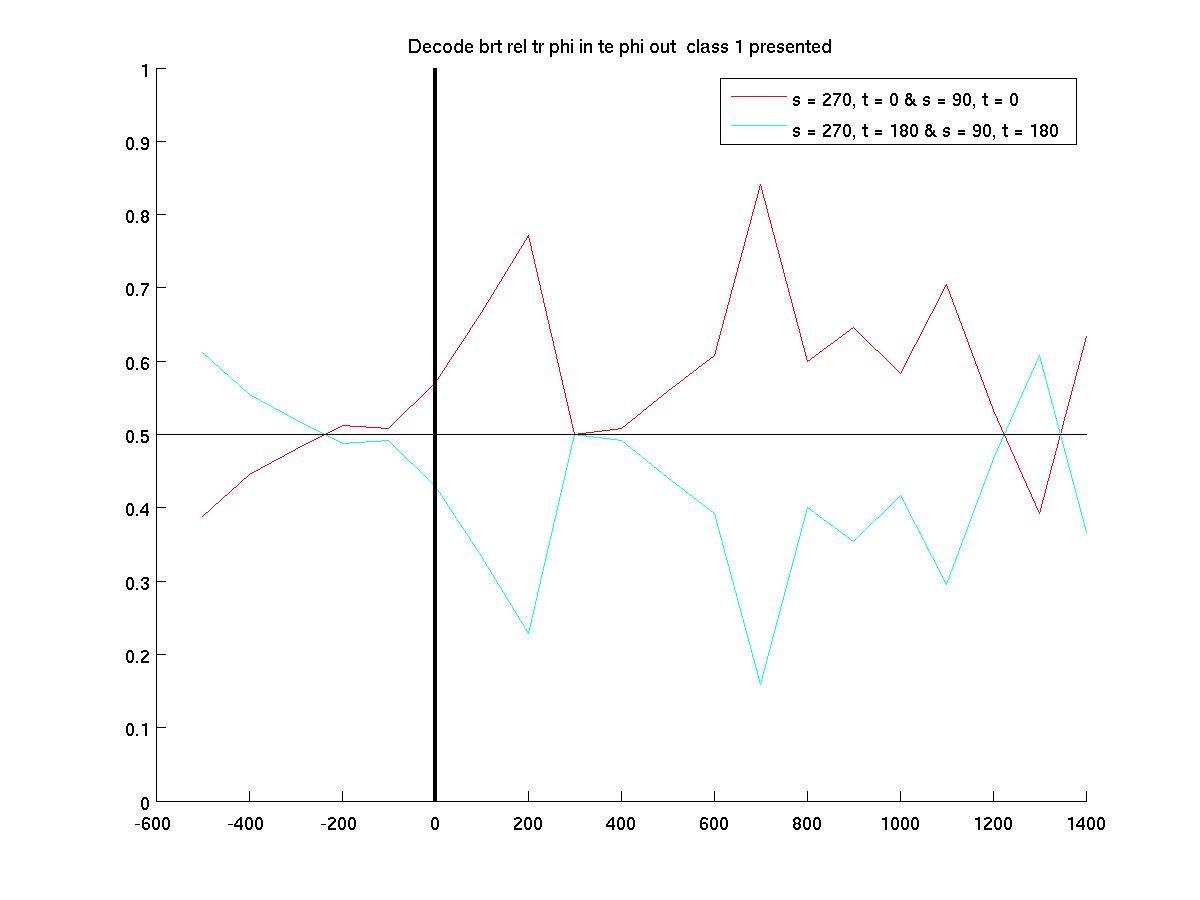 Decode brt rel tr phi in te phi out  class 1 presented
s = 270, t = 0 & s = 90, t = 0
s = 270, t = 180 & s = 90, t = 180
1
0.9
0.8
0.7
0.6
0.5
0.4
0.3
0.2
0.1
0
-600 -400 -200 0 200 400 600 800 1000 1200 1400